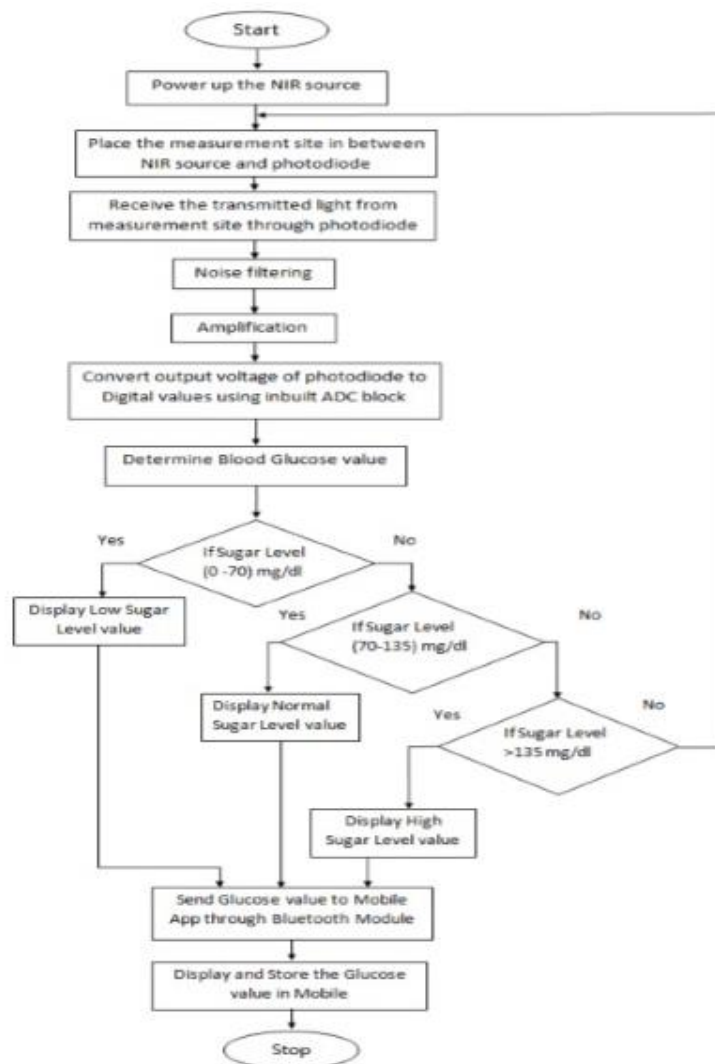 Start
Power up the NIR source
Place the measurement site in between
NIR source and photodiode
Receive the transmitted light from
measurement site through photodiode
Noise filtering
Amplification
Convert output voltage of photodiode to
Digital values using inbuilt ADC block
Determine Blood Glucose value
Yes
If Sugar Level
(0 -70) mg/dl
No
Display Low Sugar
Level value
Yes
If Sugar Level
(70-135) mg/dl
No
Display Normal
Sugar Level value
Yes
If Sugar Level
>135 mg/dl
No
Display High
Sugar Level value
Send Glucose value to Mobile
App through Bluetooth Module
Display and Store the Glucose
value in Mobile
Stop